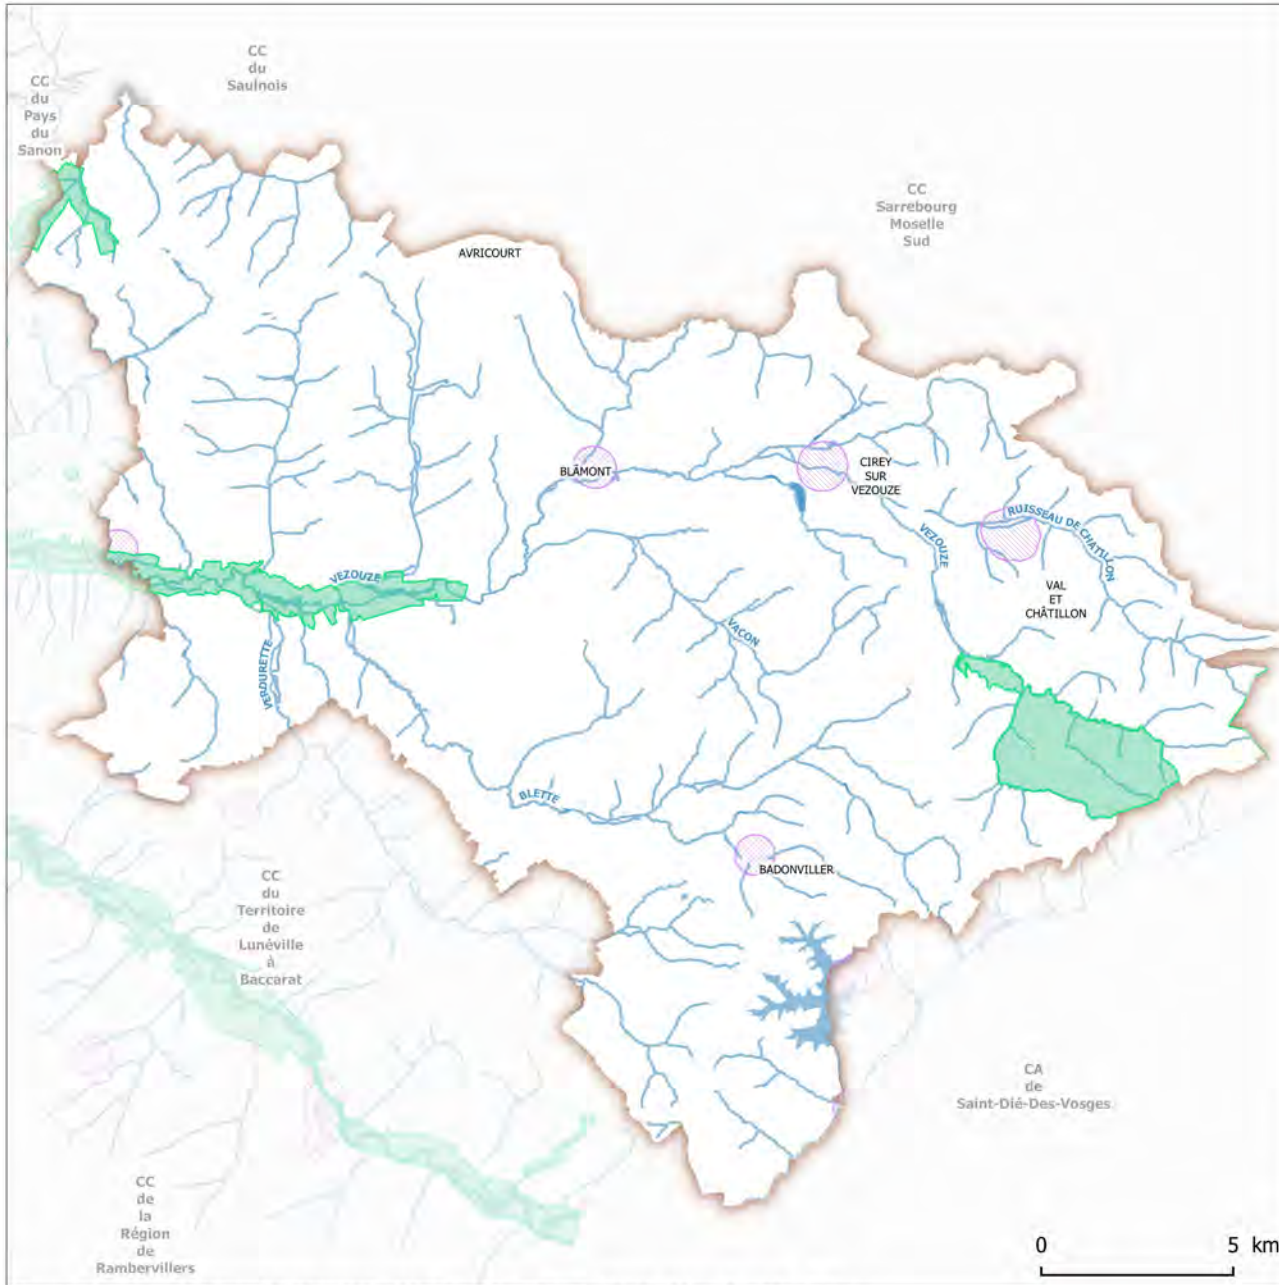 CC
du
Saulnois
CC
du
Pays
du
Sanon
CC
Sarrebourg
Moselle
Sud
AVRICOURT
BLÂMONT
CIREY
SUR
VEZOUZE
RUISSEAU DE CHATILLON
VEZOUZE
VEZOUZE
VAL
ET
CHÂTILLON
VACON
VERDURETTE
BLETTE
BADONVILLER
CC
du
Territoire
de
Lunéville
à
Baccarat
CA
de
Saint-Dié-Des-Vosges
CC
de
la
Région
de
Rambervillers
0 5 km